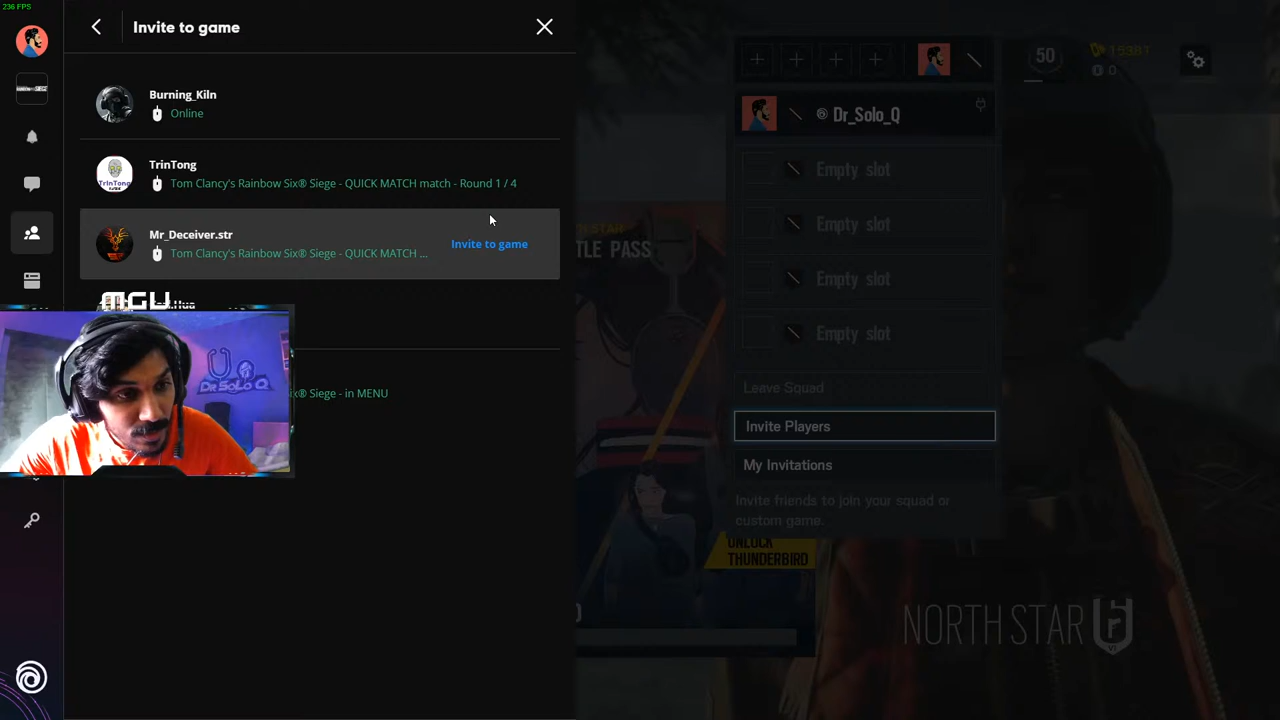 236 FPS
Invite to game
Burning_Kiln
Online
TrinTong
Tom Clancy's Rainbow Six® Siege - QUICK MATCH match - Round 1 / 4
Mr_Deceiver.str
Tom Clancy's Rainbow Six® Siege - QUICK MATCH ...
Invite to game
MGU
.Hua
x® Siege - in MENU
DR SOLO Q
50
0
Dr_Solo_Q
Empty slot
Empty slot
Empty slot
Empty slot
Leave Squad
Invite Players
My Invitations
Invite friends to join your squad or
custom game.
STAR
TLE PASS
UNLOCK
THUNDERBIRD
NORTH STAR